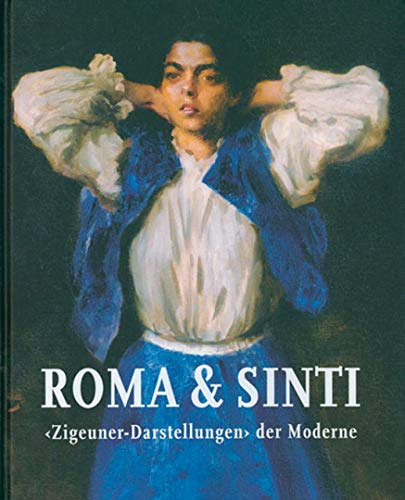 ROMA & SINTI
‹Zigeuner-Darstellungen› der Moderne